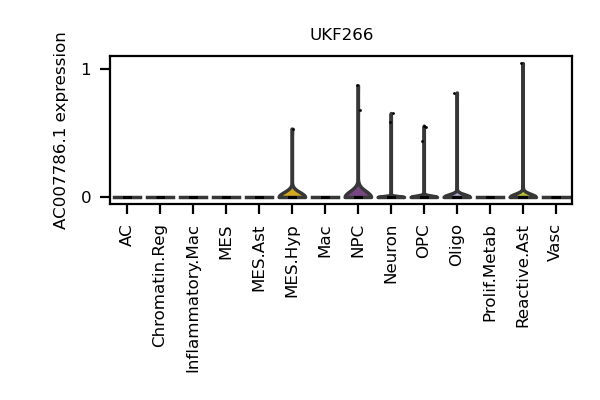 UKF266
AC007786.1 expression
1
0
AC
Chromatin.Reg
Inflammatory.Mac
MES
MES.Ast
MES.Hyp
Mac
NPC
Neuron
OPC
Oligo
Prolif.Metab
Reactive.Ast
Vasc